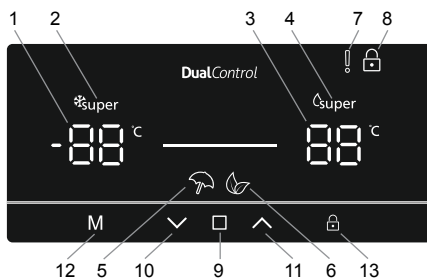 1 2 3 4 7 8
DualControl
super super
-88 °C 88 °C
M
12 5 10 9 11 6 13